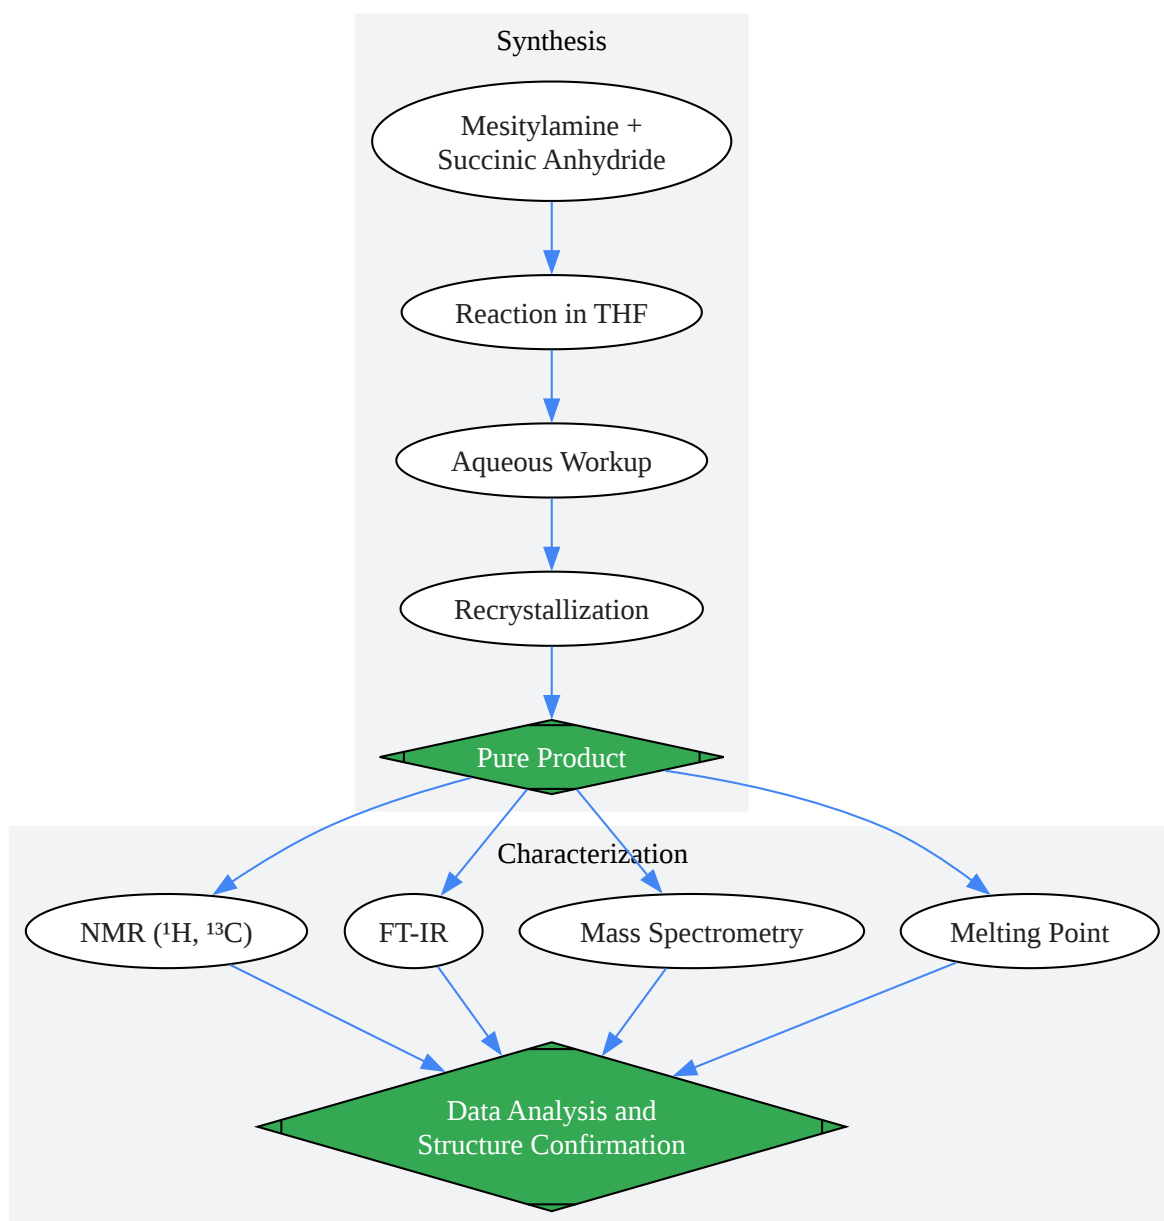 Synthesis
Mesitylamine +
Succinic Anhydride
Reaction in THF
Aqueous Workup
Recrystallization
Pure Product
Characterization
NMR (¹H, ¹³C)
FT-IR
Mass Spectrometry
Melting Point
Data Analysis and
Structure Confirmation